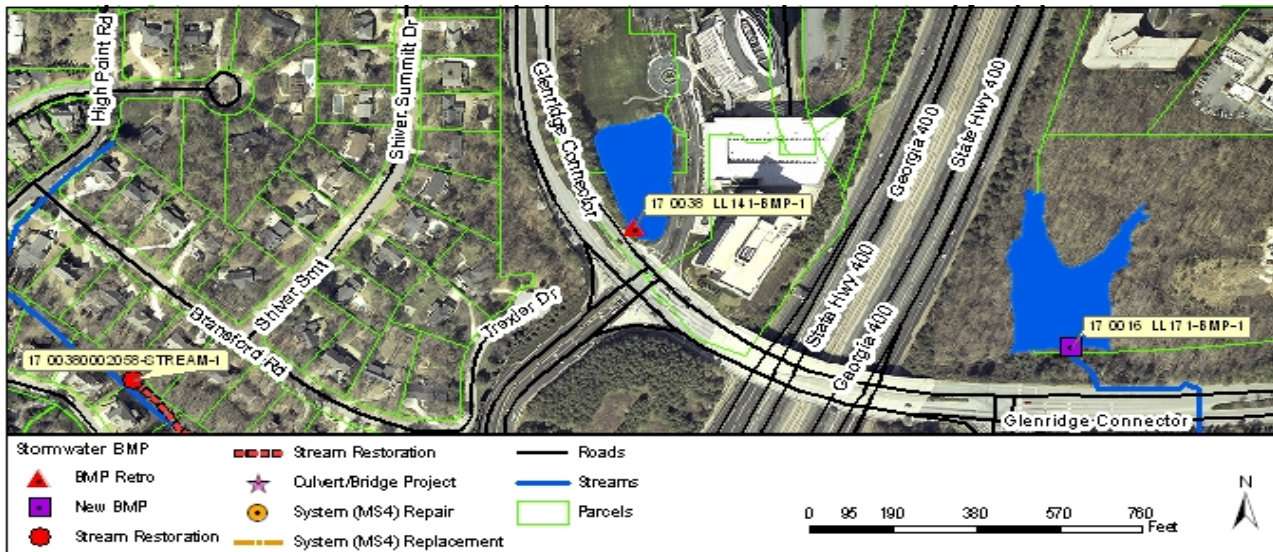 High Point Rd
Shiver Summitt Dr
Glenridge Connector
Georgia 400
State Hwy 400
17 0038 LL141-BMP-1
Shiver Smt
Trexler Dr
Bransford Rd
State Hwy 400
Georgia 400
17 0016 LL171-BMP-1
17 00380002058-STREAM-1
Glenridge Connector
Stormwater BMP
BMP Retro
New BMP
Stream Restoration
Stream Restoration
Culvert/Bridge Project
System (MS4) Repair
System (MS4) Replacement
Roads
Streams
Parcels
0 95 190 380 570 760
Feet
N